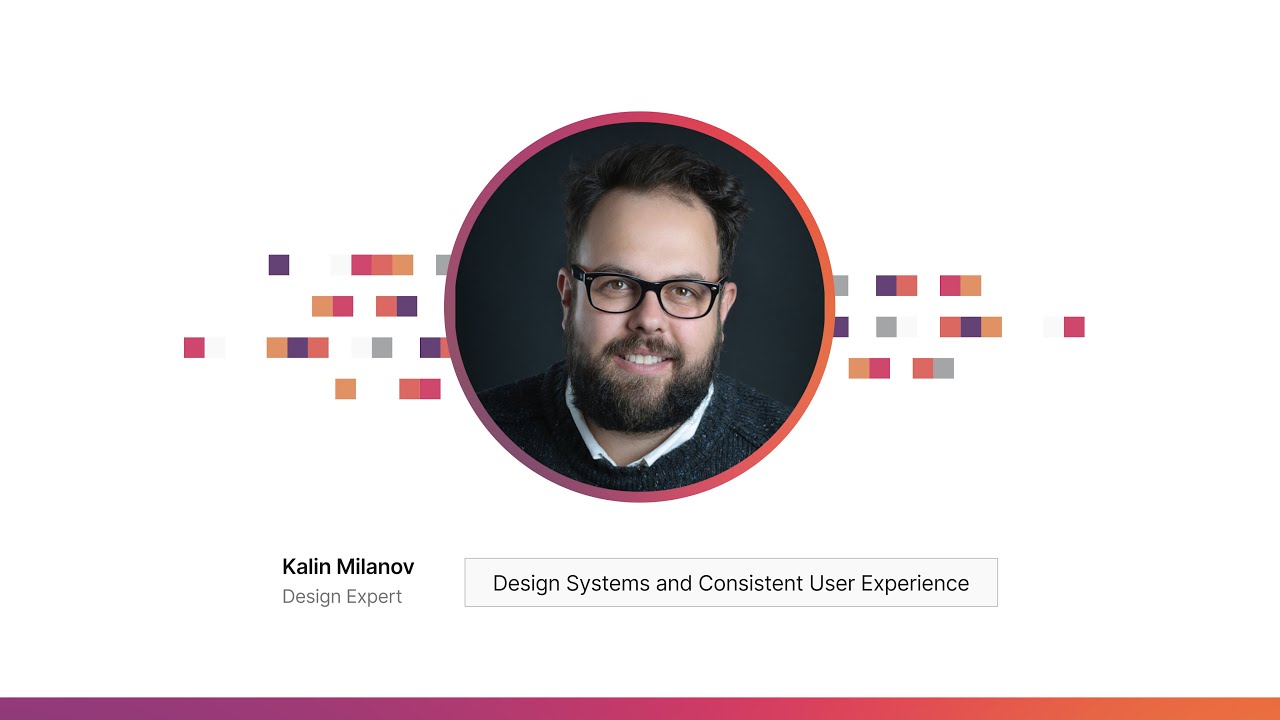 Kalin Milanov
Design Expert
Design Systems and Consistent User Experience